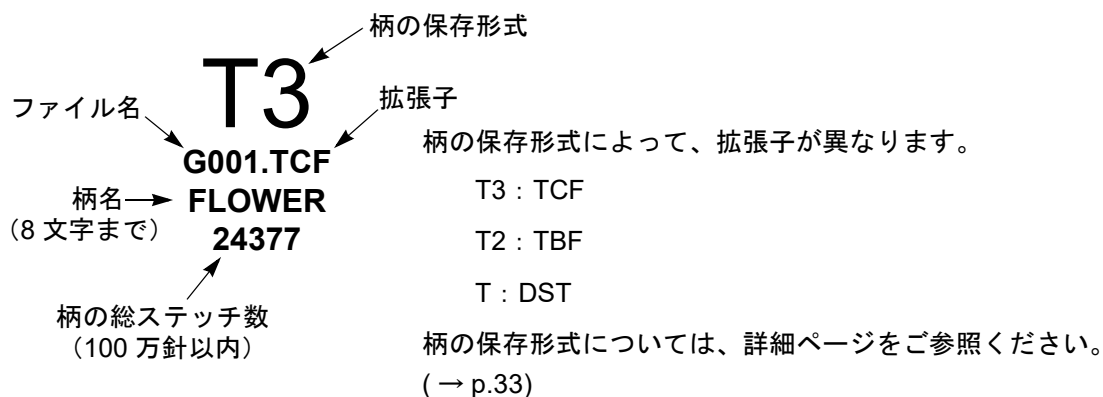 柄の保存形式
T3
ファイル名
拡張子
G001.TCF
柄名
（8 文字まで）
FLOWER
24377
柄の総ステッチ数
（100 万針以内）
柄の保存形式によって、拡張子が異なります。
T3：TCF
T2：TBF
T：DST
柄の保存形式については、詳細ページをご参照ください。
( → p.33)